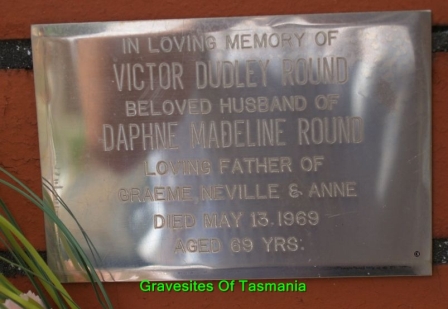 IN LOVING MEMORY OF
VICTOR DUDLEY ROUND
BELOVED HUSBAND OF
DAPHNE MADELINE ROUND
LOVING FATHER OF
GRAEME, NEVILLE & ANNE
DIED MAY 13. 1969
AGED 69 YRS.
Gravesites Of Tasmania